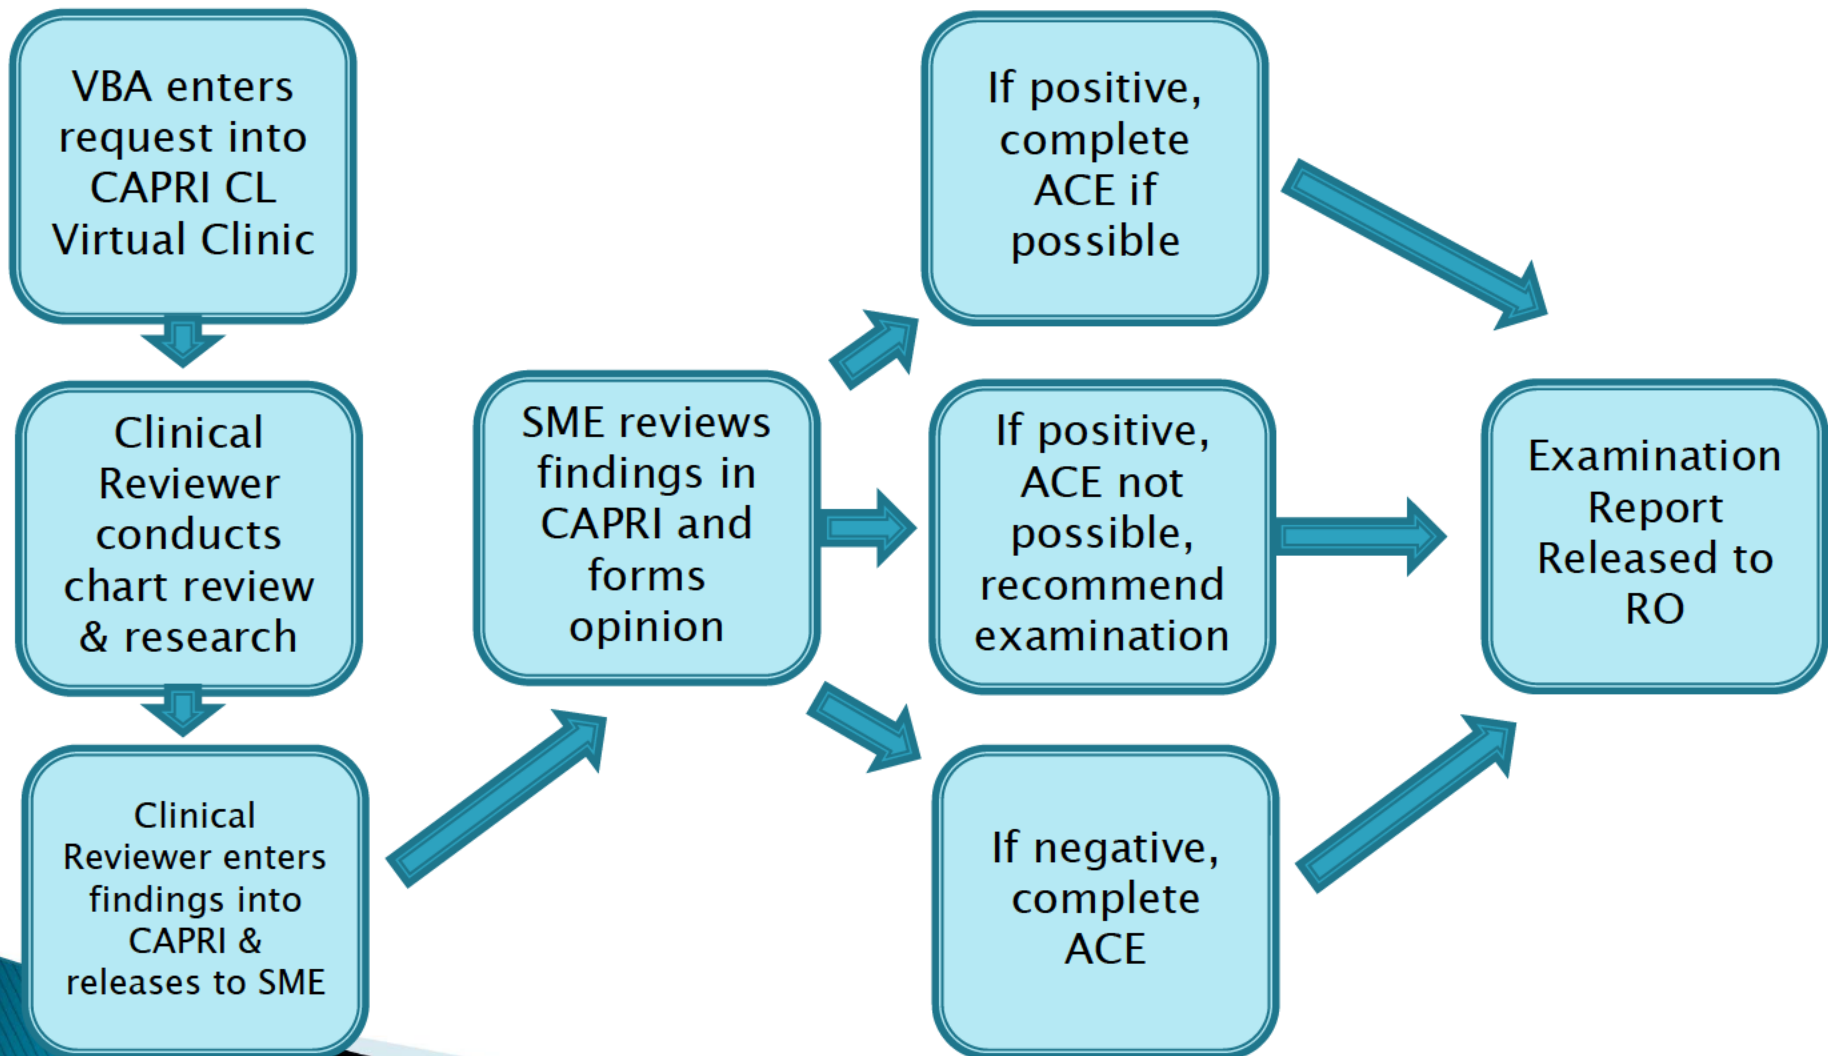 VBA enters
request into
CAPRI CL
Virtual Clinic
Clinical
Reviewer
conducts
chart review
& research
Clinical
Reviewer enters
findings into
CAPRI &
releases to SME
SME reviews
findings in
CAPRI and
forms
opinion
If positive,
complete
ACE if
possible
If positive,
ACE not
possible,
recommend
examination
If negative,
complete
ACE
Examination
Report
Released to
RO